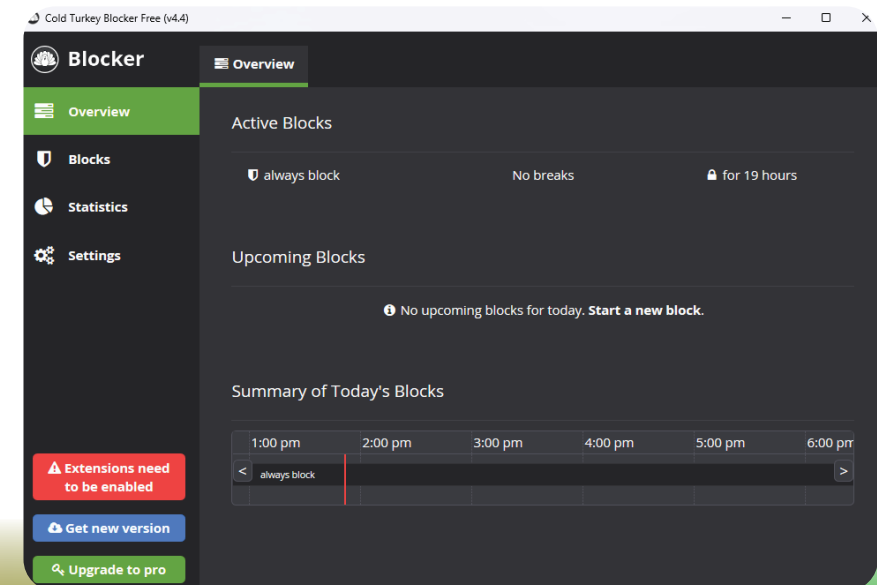 Cold Turkey Blocker Free (v4.4)
Blocker
Overview
Overview
Blocks
Statistics
Settings
Extensions need
to be enabled
Get new version
Upgrade to pro
Active Blocks
always block No breaks for 19 hours
Upcoming Blocks
No upcoming blocks for today. Start a new block.
Summary of Today's Blocks
1:00 pm 2:00 pm 3:00 pm 4:00 pm 5:00 pm 6:00 pm
< always block >